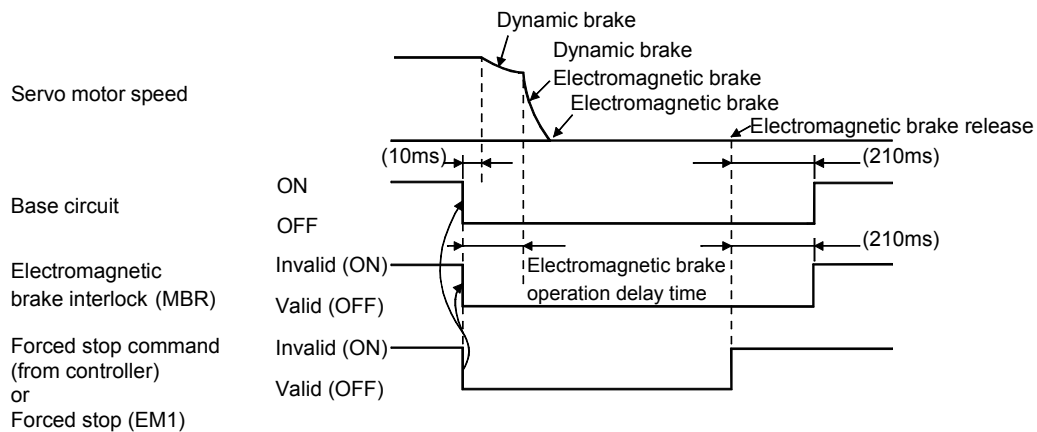 Dynamic brake
Dynamic brake
Electromagnetic brake
Servo motor speed
Electromagnetic brake
Electromagnetic brake release
(10ms)
(210ms)
ON
Base circuit
OFF
(210ms)
Electromagnetic
brake interlock (MBR)
Invalid (ON)
Valid (OFF)
Electromagnetic brake
operation delay time
Forced stop command
(from controller)
or
Forced stop (EM1)
Invalid (ON)
Valid (OFF)